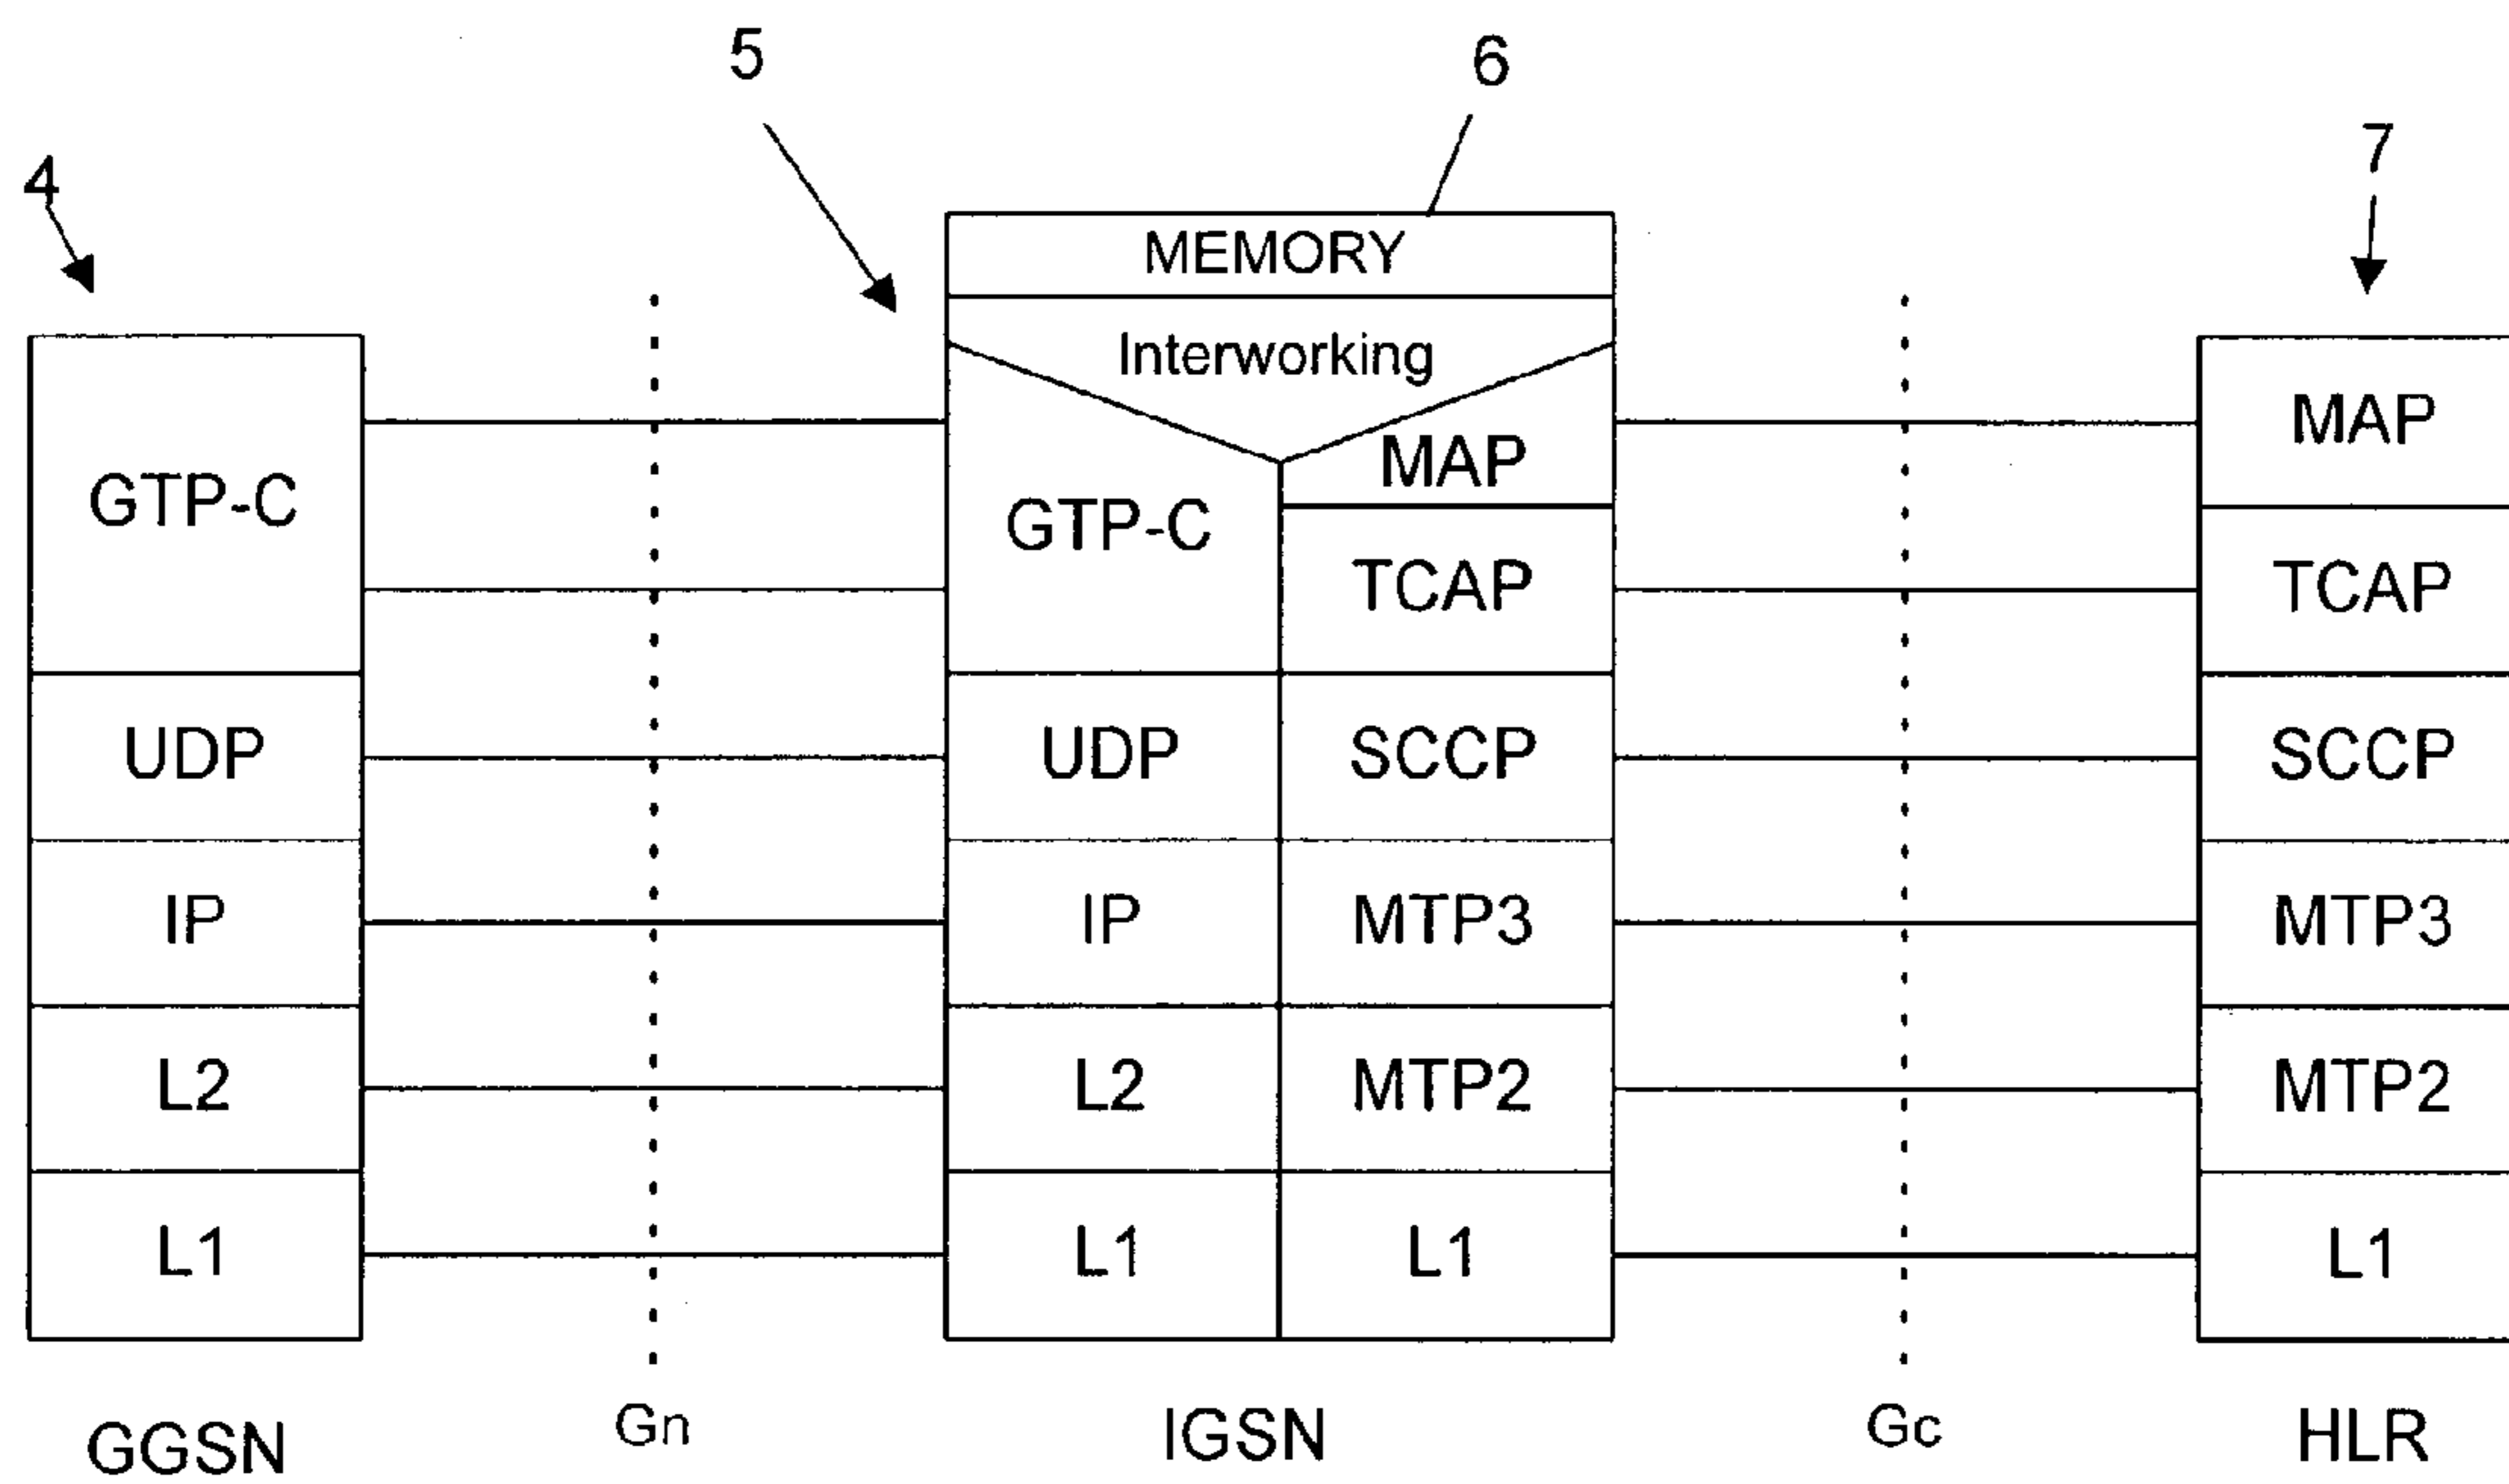 5
6
4
7
MEMORY
Interworking
MAP
MAP
GTP-C
GTP-C
TCAP
TCAP
UDP
UDP
SCCP
SCCP
IP
IP
MTP3
MTP3
L2
L2
MTP2
MTP2
L1
L1
L1
L1
GGSN
Gn
IGSN
Gc
HLR